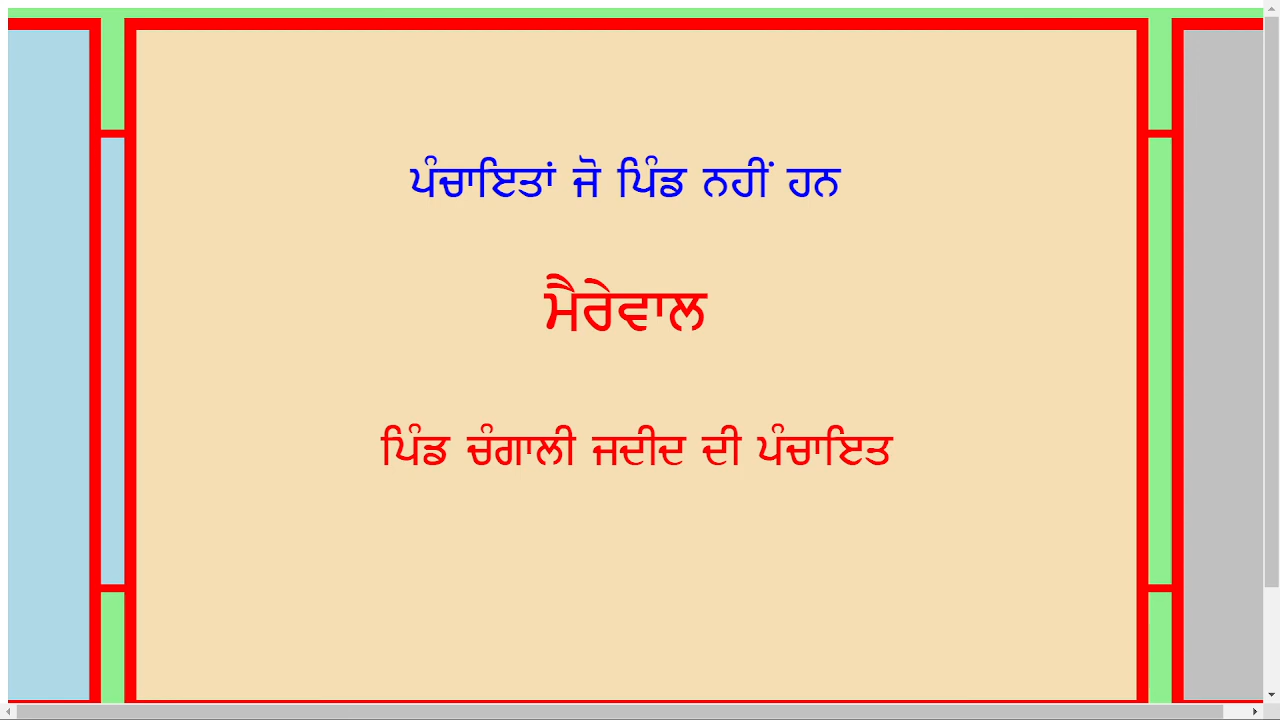 ਪੰਚਾਇਤਾਂ ਜੋ ਪਿੰਡ ਨਹੀਂ ਹਨ
ਮੈਰੇਵਾਲ
ਪਿੰਡ ਚੰਗਾਲੀ ਜਦੀਦ ਦੀ ਪੰਚਾਇਤ